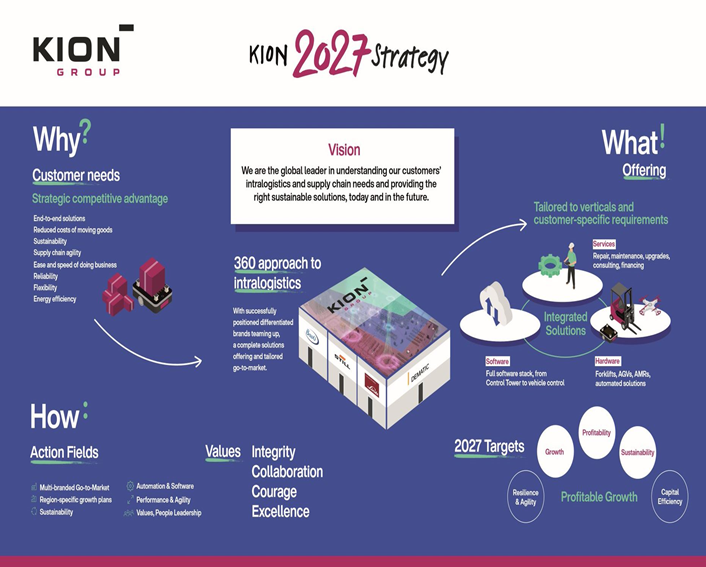 KION
GROUP
KION 2027 Strategy
Why?
Customer needs
Strategic competitive advantage
End-to-end solutions
Reduced costs of moving goods
Sustainability
Supply chain agility
Ease and speed of doing business
Reliability
Flexibility
Energy efficiency
Vision
We are the global leader in understanding our customers'
intralogistics and supply chain needs and providing the
right sustainable solutions, today and in the future.
360 approach to
intralogistics
With successfully
positioned differentiated
brands teaming up,
a complete solutions
offering and tailored
go-to-market.
KION
STILL
DEMATIC
What!
Offering
Tailored to verticals and
customer-specific requirements
Services
Repair, maintenance, upgrades,
consulting, financing
Integrated
Solutions
Software
Full software stack, from
Control Tower to vehicle control
Hardware
Forklifts, AGVs, AMRs,
automated solutions
How:
Action Fields
Multi-branded Go-to-Market
Region-specific growth plans
Sustainability
Automation & Software
Performance & Agility
Values, People Leadership
Values
Integrity
Collaboration
Courage
Excellence
2027 Targets
Resilience
& Agility
Growth
Profitability
Sustainability
Capital
Efficiency
Profitable Growth